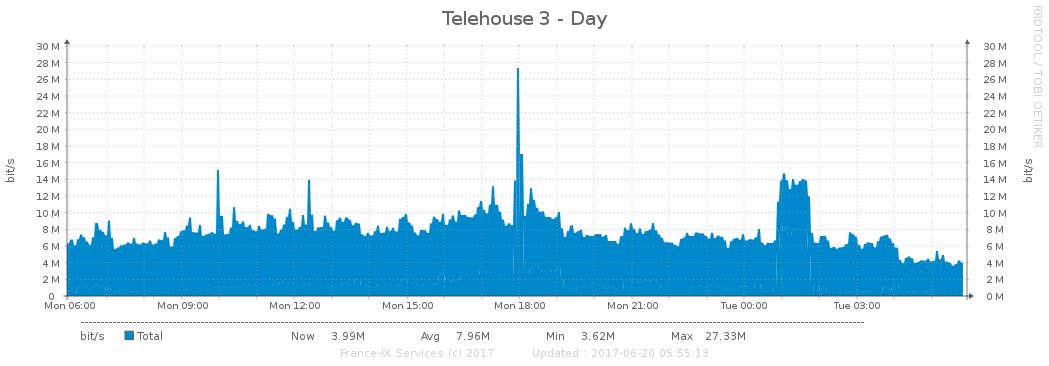 Telehouse 3 - Day
RRDTOOL / TOBI OETIKER
bit/s
bit/s
30 M 30 M
28 M 28 M
26 M 26 M
24 M 24 M
22 M 22 M
20 M 20 M
18 M 18 M
16 M 16 M
14 M 14 M
12 M 12 M
10 M 10 M
8 M 8 M
6 M 6 M
4 M 4 M
2 M 2 M
0 0 M
Mon 06:00 Mon 09:00 Mon 12:00 Mon 15:00 Mon 18:00 Mon 21:00 Tue 00:00 Tue 03:00
bit/s Total Now 3.99M Avg 7.96M Min 3.62M Max 27.33M
France-IX Services (c) 2017 Updated : 2017-06-20 05:55:13